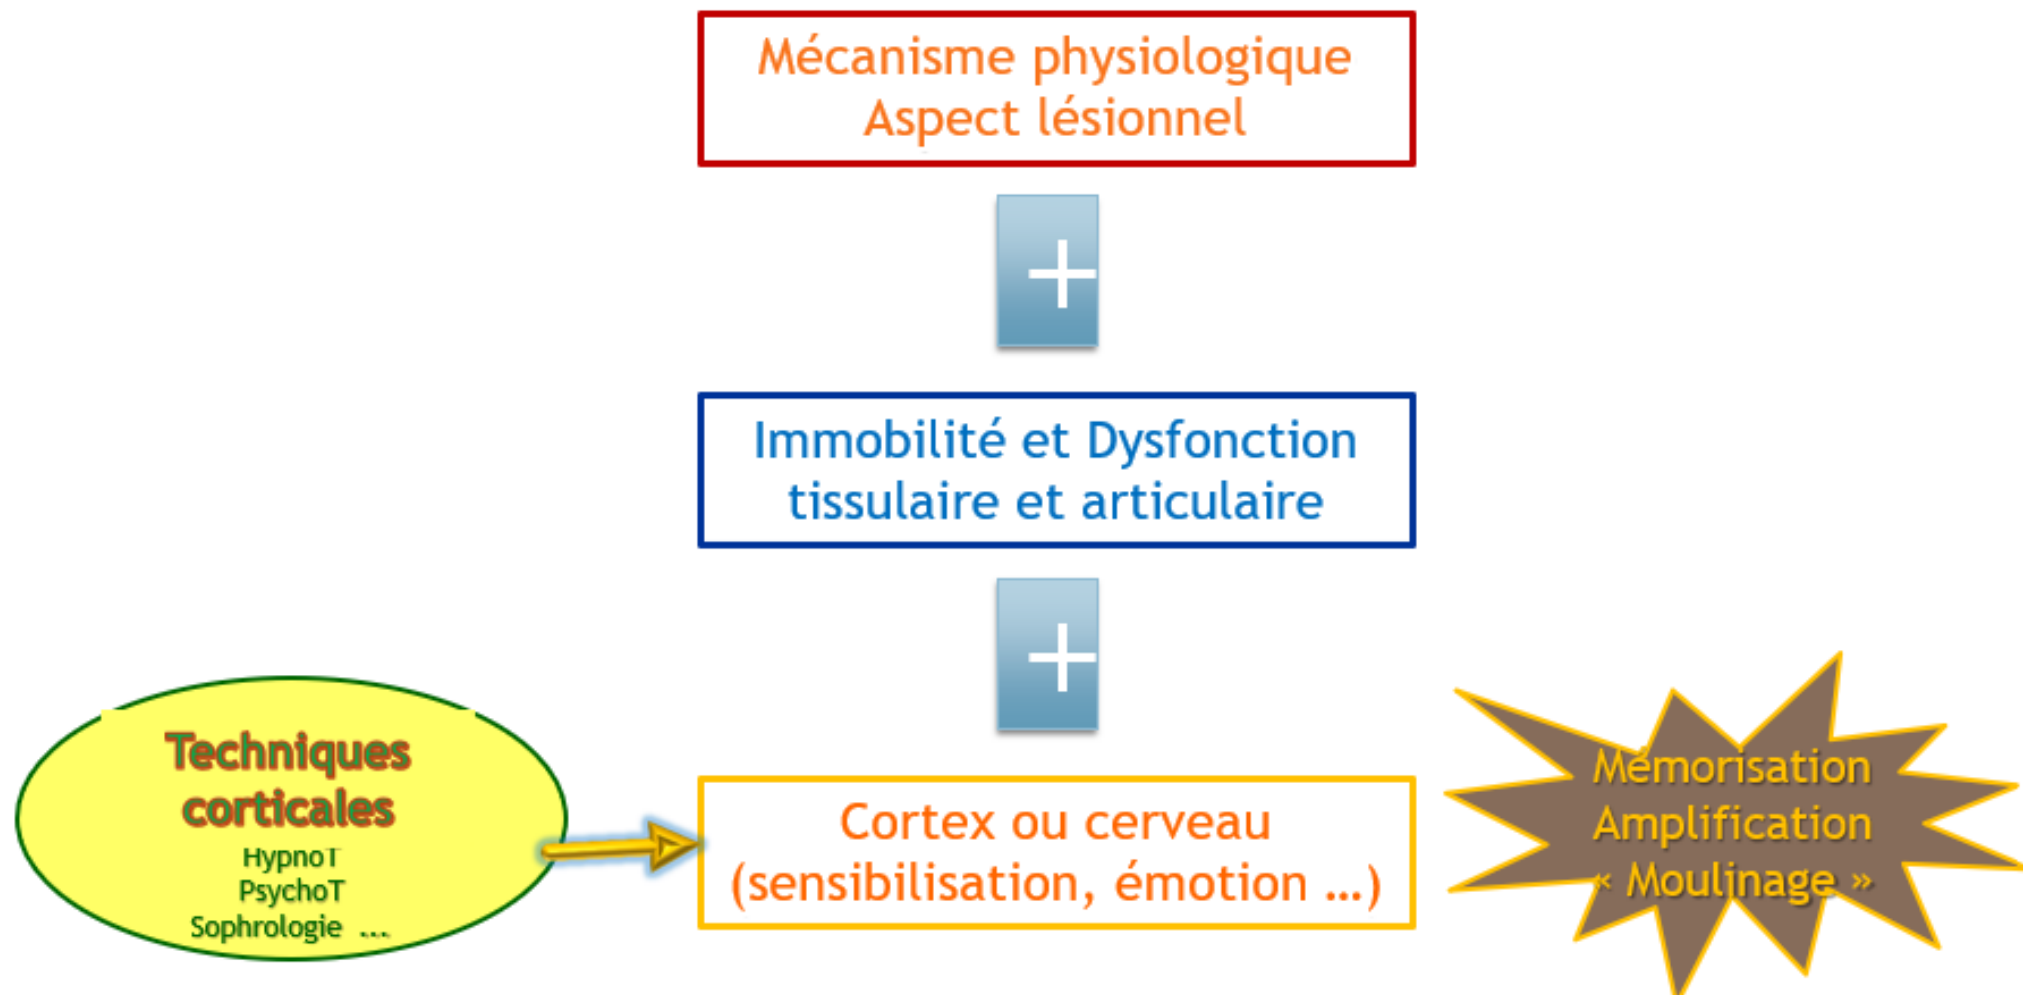 Mécanisme physiologique
Aspect lésionnel
+
Immobilité et Dysfonction
tissulaire et articulaire
+
Techniques
corticales
HypnoT
PsychoT
Sophrologie ...
Cortex ou cerveau
(sensibilisation, émotion ...)
Mémorisation
Amplification
« Moulinage »